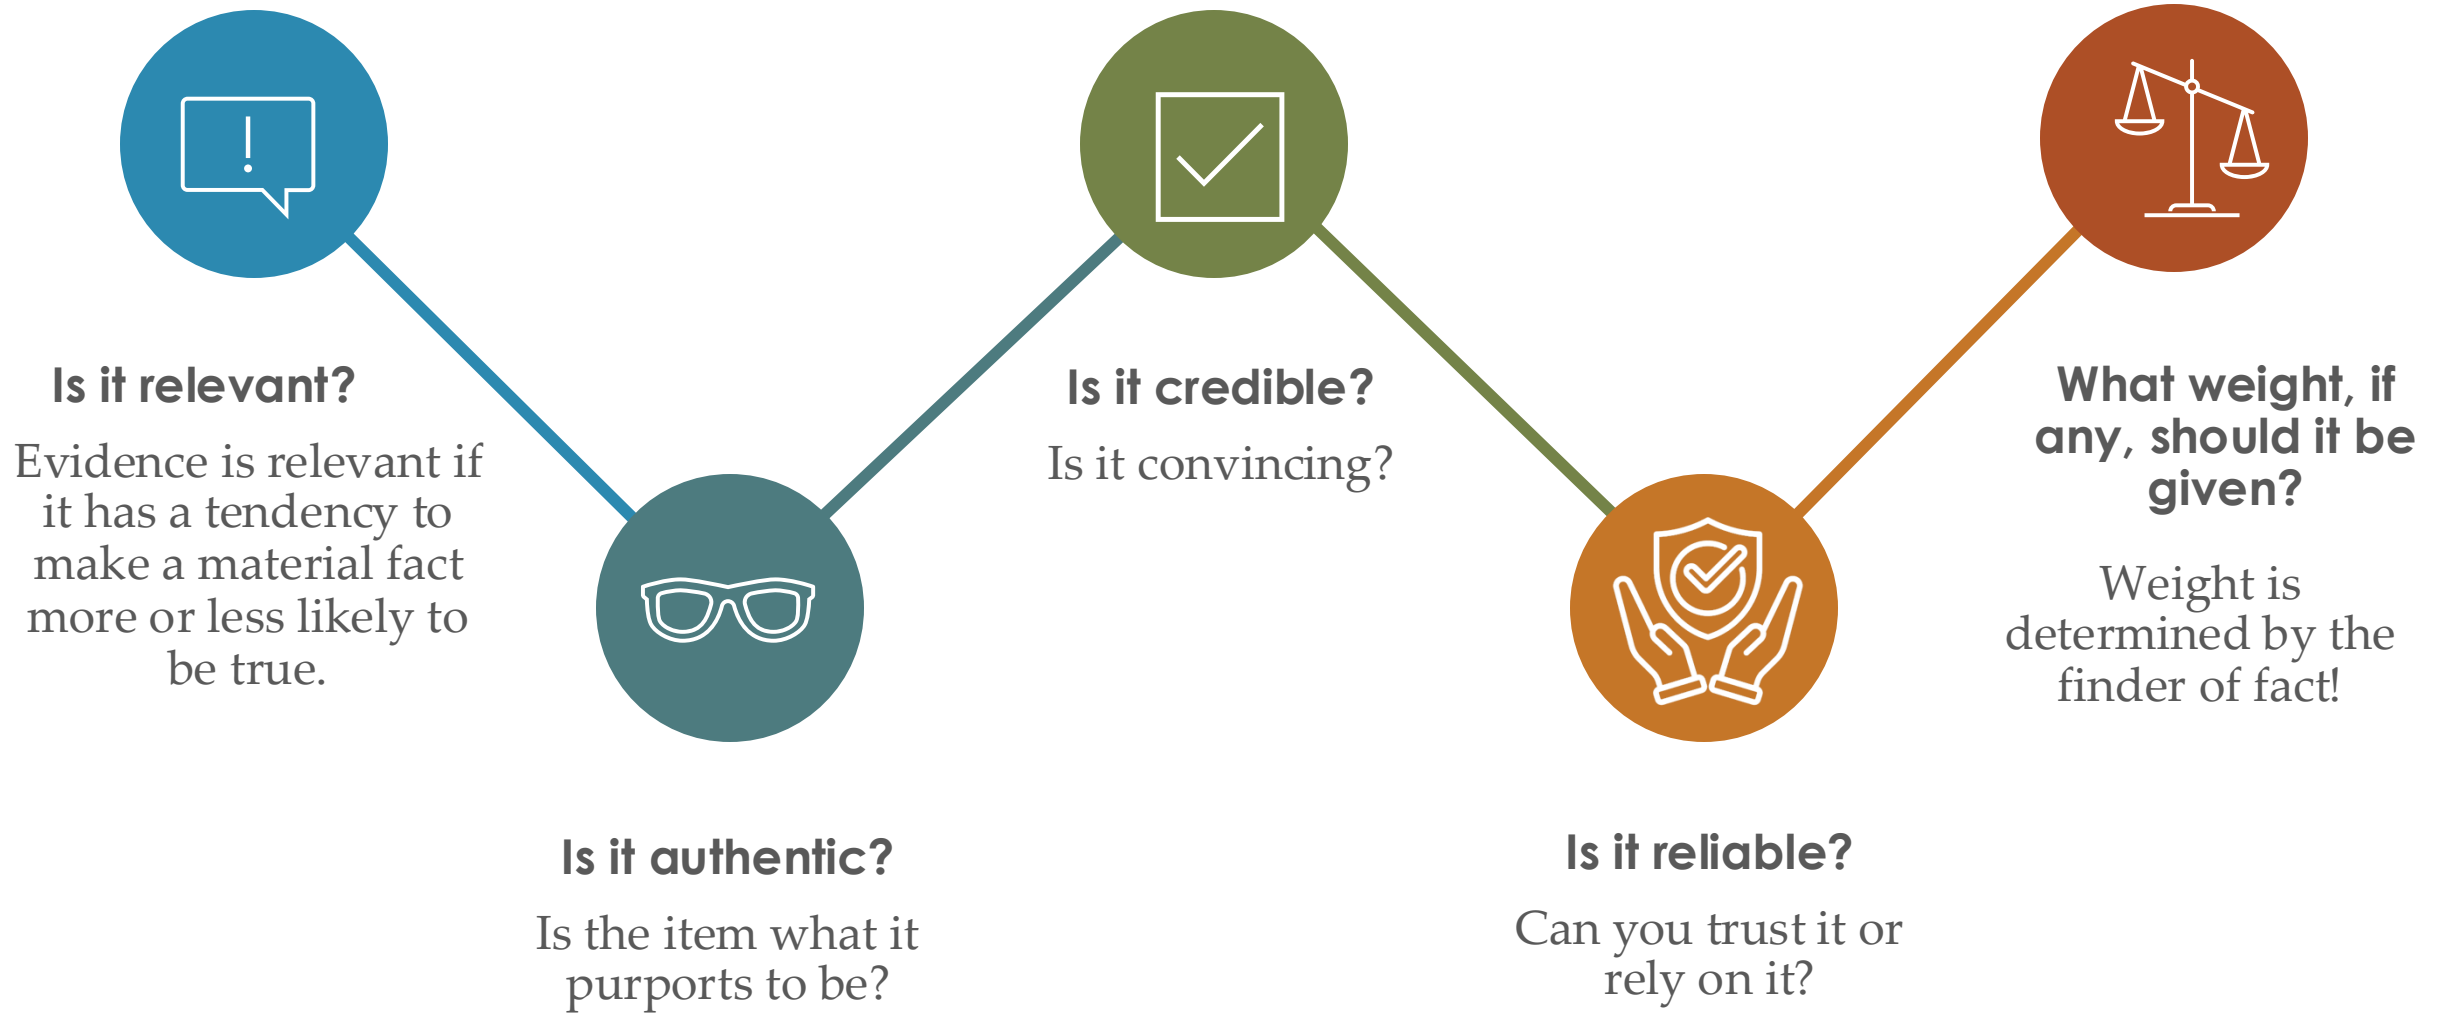 Is it relevant?
Evidence is relevant if
it has a tendency to
make a material fact
more or less likely to
be true.
Is it authentic?
Is the item what it
purports to be?
Is it credible?
Is it convincing?
Is it reliable?
Can you trust it or
rely on it?
What weight, if
any, should it be
given?
Weight is
determined by the
finder of fact!